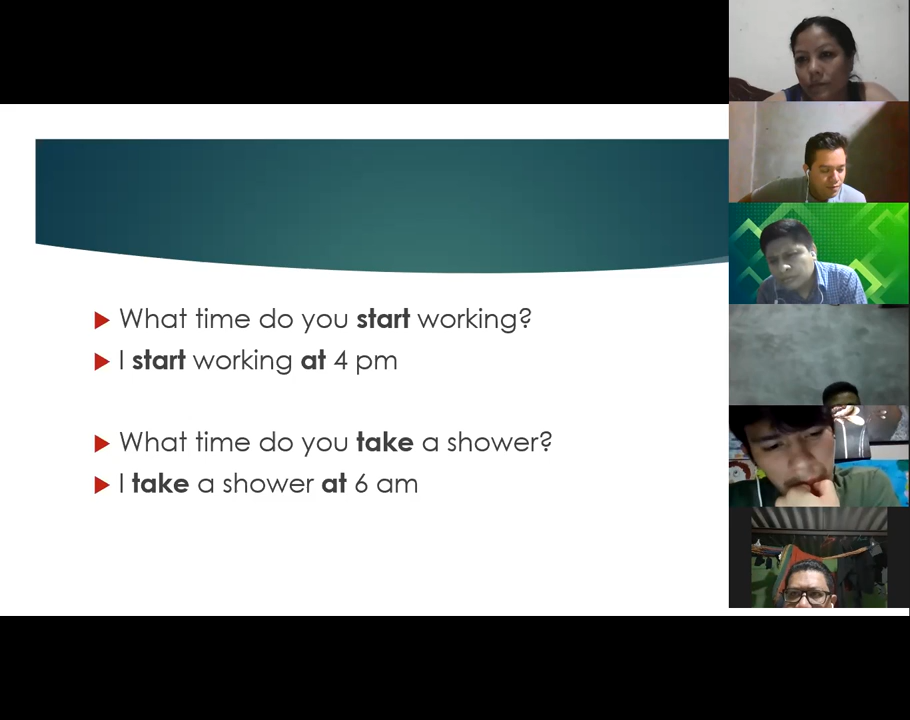 What time do you start working?
I start working at 4 pm
What time do you take a shower?
I take a shower at 6 am